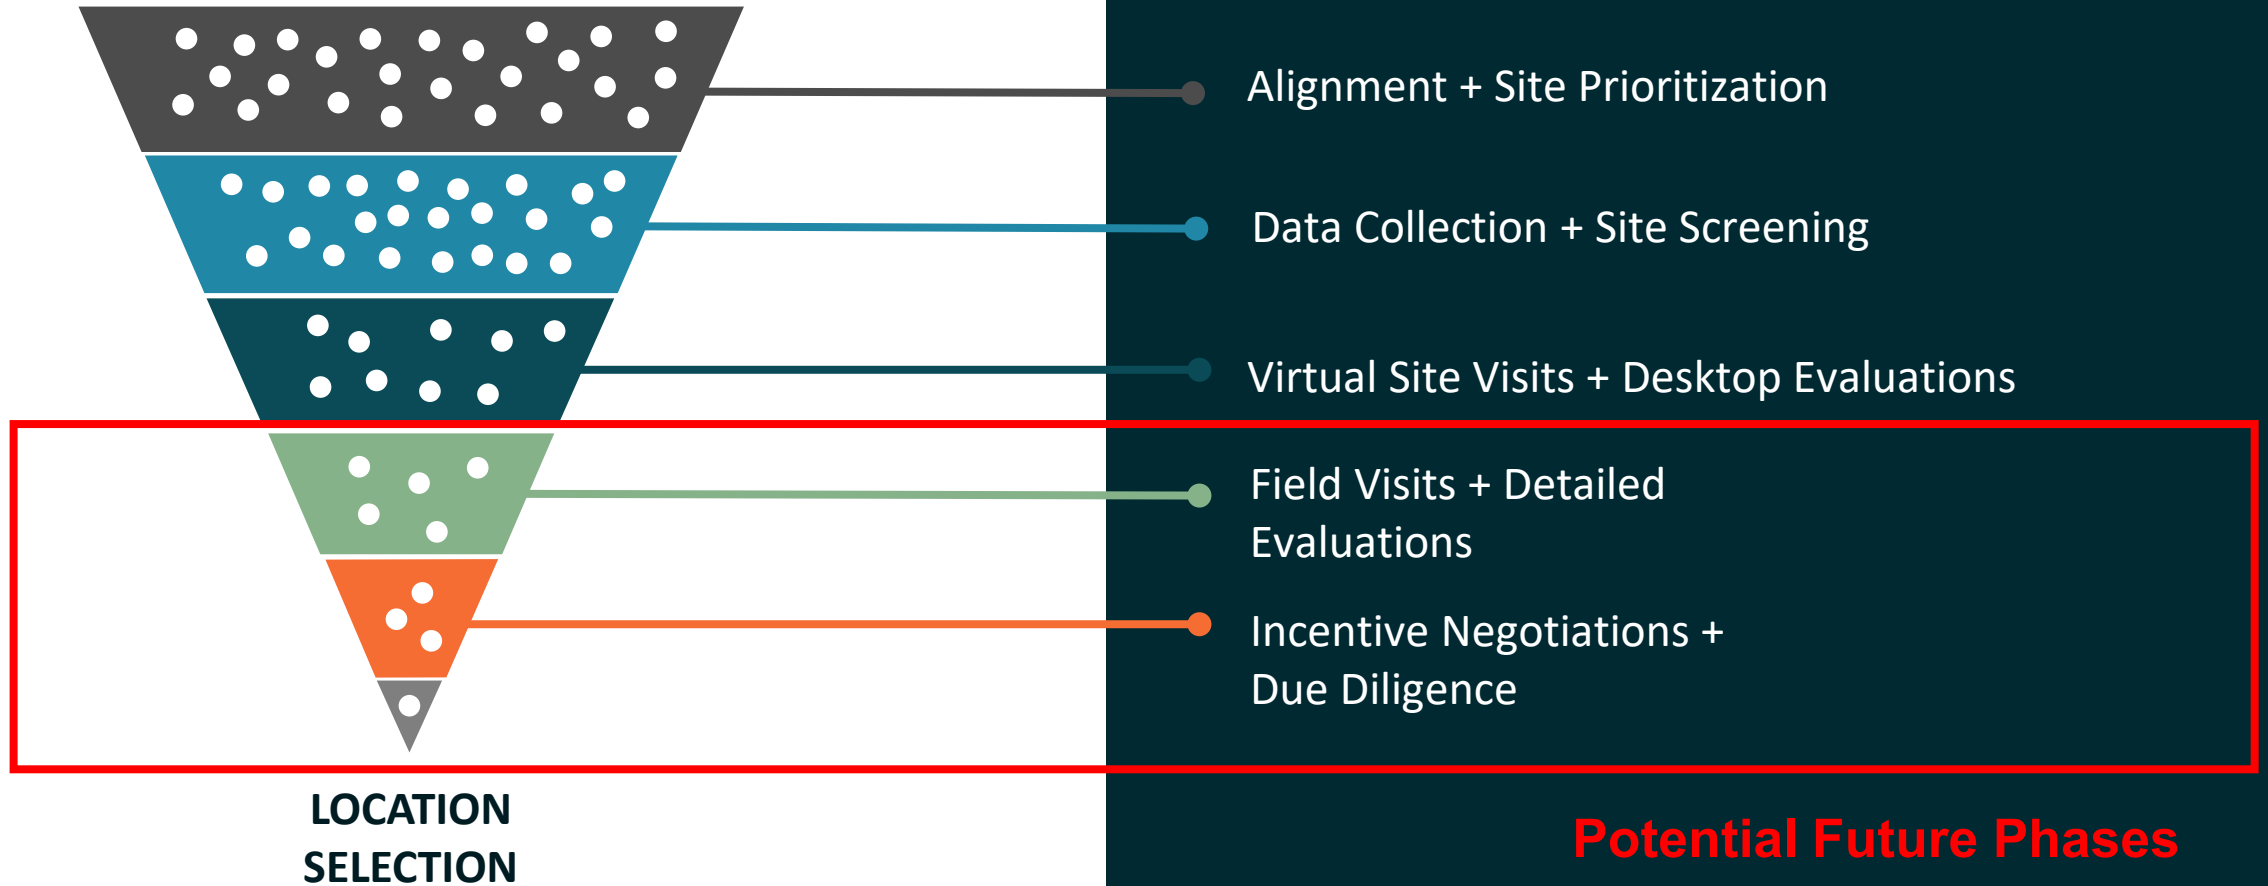 Alignment + Site Prioritization
Data Collection + Site Screening
Virtual Site Visits + Desktop Evaluations
Field Visits + Detailed
Evaluations
Incentive Negotiations +
Due Diligence
LOCATION
SELECTION
Potential Future Phases